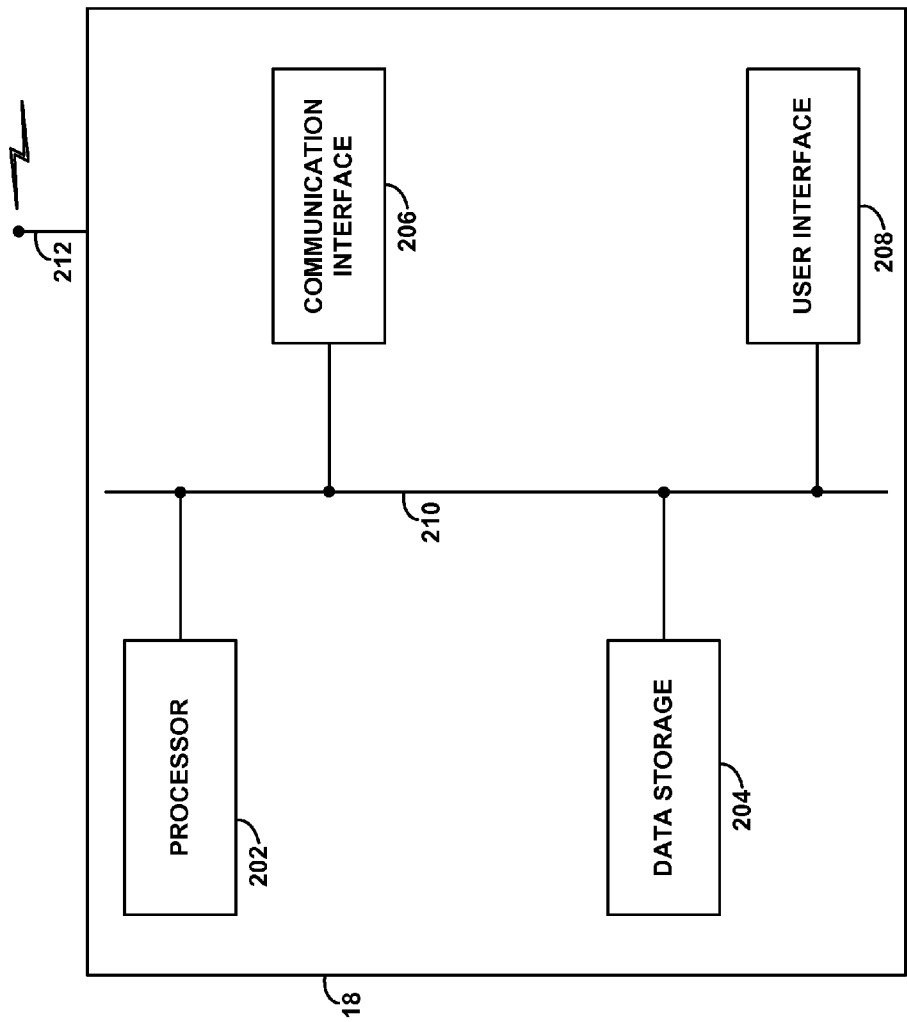 18
212
PROCESSOR
202
COMMUNICATION
INTERFACE
206
210
DATA STORAGE
204
USER INTERFACE
208